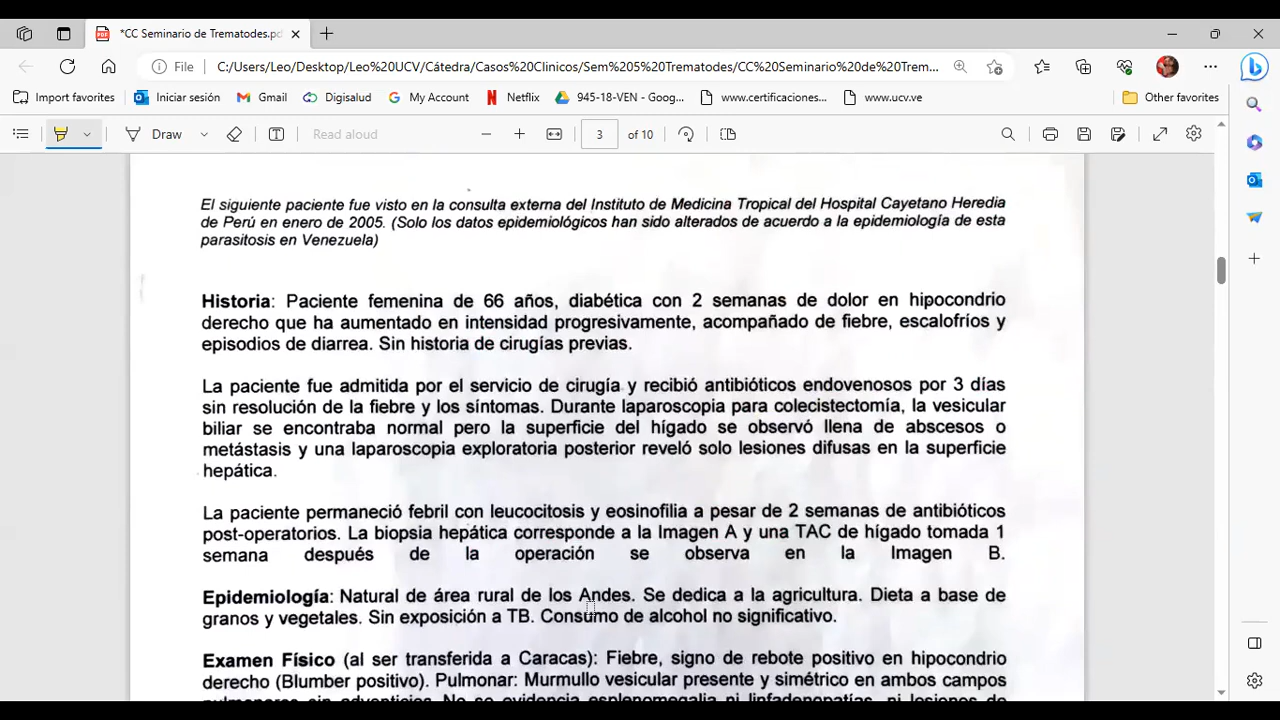 *CC Seminario de Trematodes.pd
File C:/Users/Leo/Desktop/Leo%20UCV/Cátedra/Casos%20Clinicos/Sem%205%20Trematodes/CC%20Seminario%20de%20Trem...
Import favorites Iniciar sesión Gmail Digisalud My Account Netflix 945-18-VEN - Goog... www.certificaciones... www.ucv.ve Other favorites
Draw Read aloud 3 of 10
El siguiente paciente fue visto en la consulta externa del Instituto de Medicina Tropical del Hospital Cayetano Heredia
de Perú en enero de 2005. (Solo los datos epidemiológicos han sido alterados de acuerdo a la epidemiología de esta
parasitosis en Venezuela)
Historia: Paciente femenina de 66 años, diabética con 2 semanas de dolor en hipocondrio
derecho que ha aumentado en intensidad progresivamente, acompañado de fiebre, escalofríos y
episodios de diarrea. Sin historia de cirugías previas.
La paciente fue admitida por el servicio de cirugía y recibió antibióticos endovenosos por 3 días
sin resolución de la fiebre y los síntomas. Durante laparoscopia para colecistectomía, la vesicular
biliar se encontraba normal pero la superficie del hígado se observó llena de abscesos o
metástasis y una laparoscopia exploratoria posterior reveló solo lesiones difusas en la superficie
hepática.
La paciente permaneció febril con leucocitosis y eosinofilia a pesar de 2 semanas de antibióticos
post-operatorios. La biopsia hepática corresponde a la Imagen A y una TAC de hígado tomada 1
semana después de la operación se observa en la Imagen B.
Epidemiología: Natural de área rural de los Andes. Se dedica a la agricultura. Dieta a base de
granos y vegetales. Sin exposición a TB. Consumo de alcohol no significativo.
Examen Físico (al ser transferida a Caracas): Fiebre, signo de rebote positivo en hipocondrio
derecho (Blumber positivo). Pulmonar: Murmullo vesicular presente y simétrico en ambos campos
pulmonares sin adventicios. No se evidencia esplenomegalia ni linfadenopatías, ni lesiones de